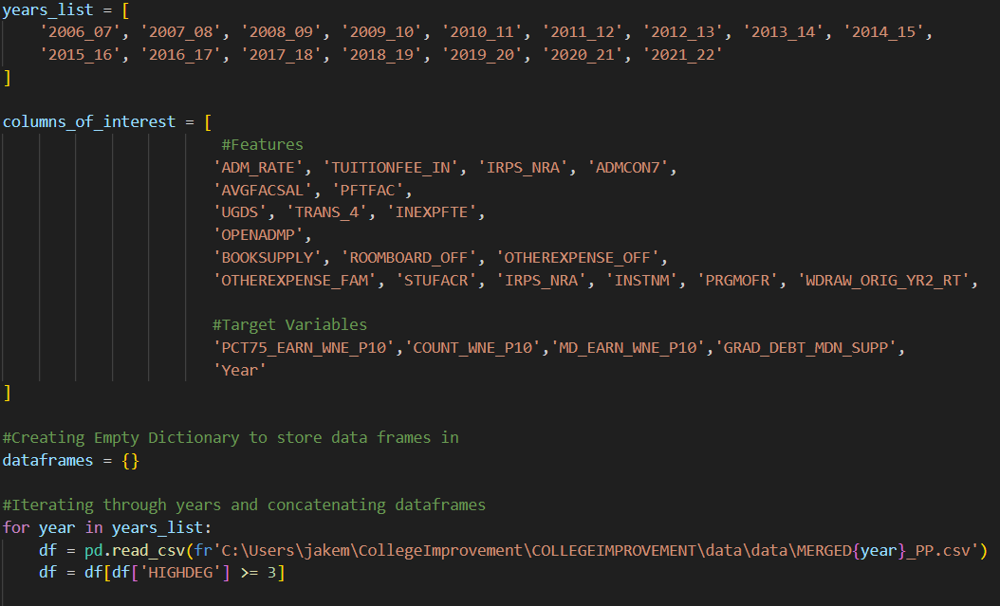 years_list = [
'2006_07', '2007_08', '2008_09', '2009_10', '2010_11', '2011_12', '2012_13', '2013_14', '2014_15',
'2015_16', '2016_17', '2017_18', '2018_19', '2019_20', '2020_21', '2021_22'
]
columns_of_interest = [
#Features
'ADM_RATE', 'TUITIONFEE_IN', 'IRPS_NRA', 'ADMCON7',
'AVGFACSAL', 'PFTFAC',
'UGDS', 'TRANS_4', 'INEXPFTE',
'OPENADMP',
'BOOKSUPPLY', 'ROOMBOARD_OFF', 'OTHEREXPENSE_OFF',
'OTHEREXPENSE_FAM', 'STUFACR', 'IRPS_NRA', 'INSTNM', 'PRGMOFR', 'WDRAW_ORIG_YR2_RT',
#Target Variables
'PCT75_EARN_WNE_P10','COUNT_WNE_P10','MD_EARN_WNE_P10','GRAD_DEBT_MDN_SUPP',
'Year'
]
#Creating Empty Dictionary to store data frames in
dataframes = {}
#Iterating through years and concatenating dataframes
for year in years_list:
df = pd.read_csv(fr'C:\Users\jakem\CollegeImprovement\COLLEGEIMPROVEMENT\data\data\MERGED{year}_PP.csv')
df = df[df['HIGHDEG'] >= 3]